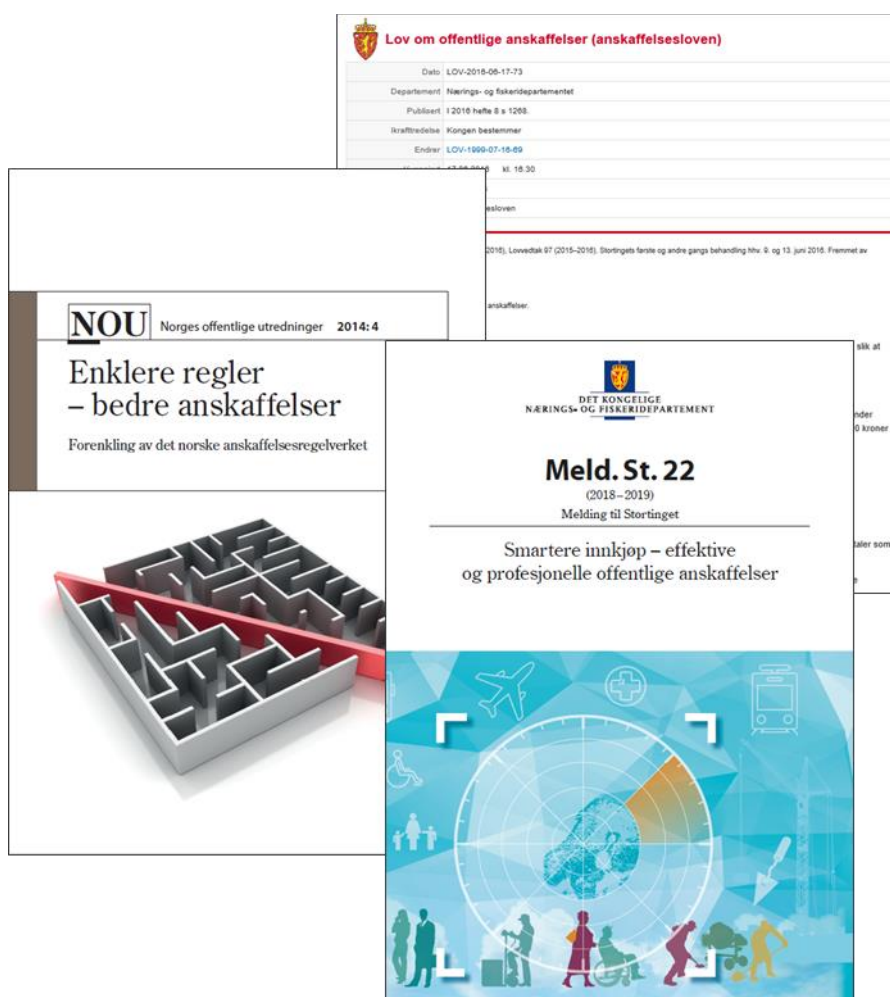 Lov om offentlige anskaffelser (anskaffelsesloven)
Dato LOV-2016-06-17-73
Departement Nærings- og fiskeridepartementet
Publisert I 2016 hefte 8 s 1268.
Ikrafttredelse Kongen bestemmer
Endrer LOV-1999-07-16-69
kl. 16.30
esloven
2016), Lovvedtak 97 (2015–2016), Stortingets første og andre gangs behandling hhv. 9. og 13. juni 2016. Fremmet av
anskaffelser.
slik at
0 kroner
NOU Norges offentlige utredninger 2014: 4
Enklere regler
– bedre anskaffelser
Forenkling av det norske anskaffelsesregelverket
DET KONGELIGE
NÆRINGS- OG FISKERIDEPARTEMENT
Meld. St. 22
(2018–2019)
Melding til Stortinget
Smartere innkjøp – effektive
og profesjonelle offentlige anskaffelser